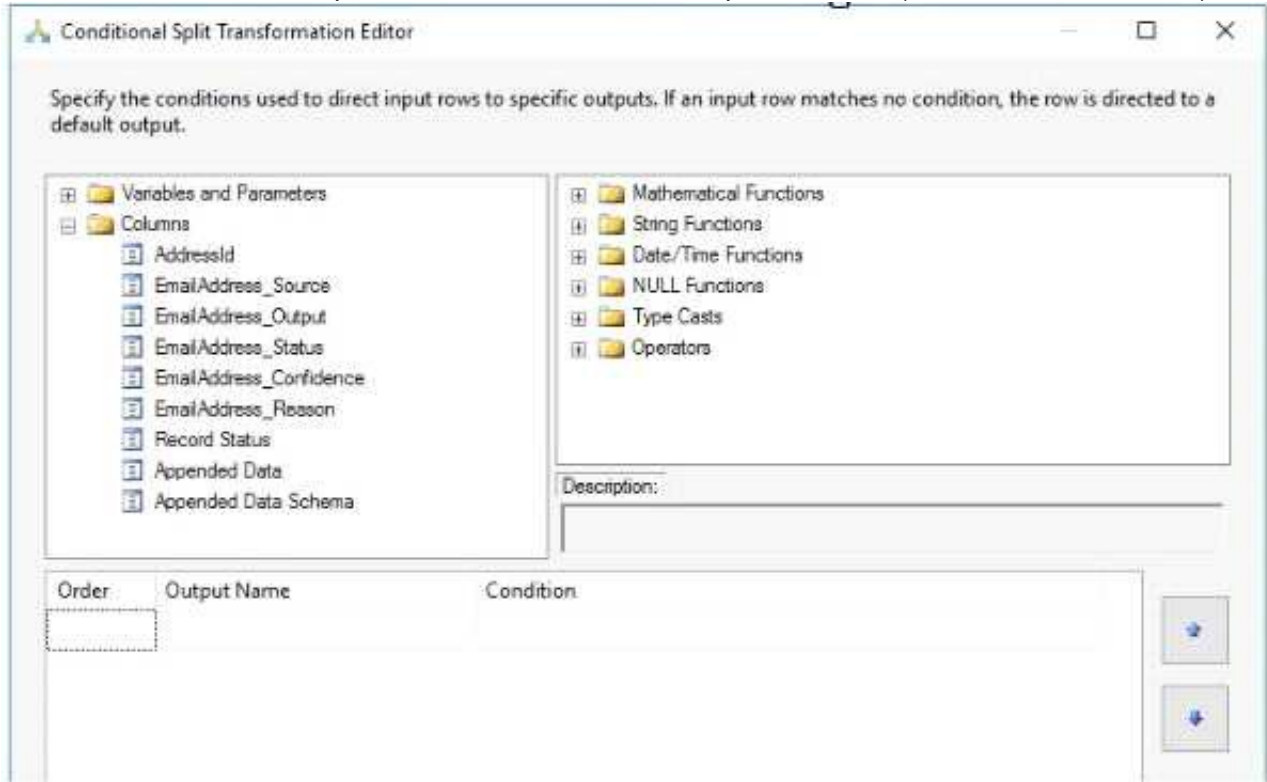 Conditional Split Transformation Editor
Specify the conditions used to direct input rows to specific outputs. If an input row matches no condition, the row is directed to a
default output.
Variables and Parameters
Columns
AddressId
EmailAddress_Source
EmailAddress_Output
EmailAddress_Status
EmailAddress_Confidence
EmailAddress_Reason
Record Status
Appended Data
Appended Data Schema
Mathematical Functions
String Functions
Date/Time Functions
NULL Functions
Type Casts
Operators
Description:
Order Output Name Condition